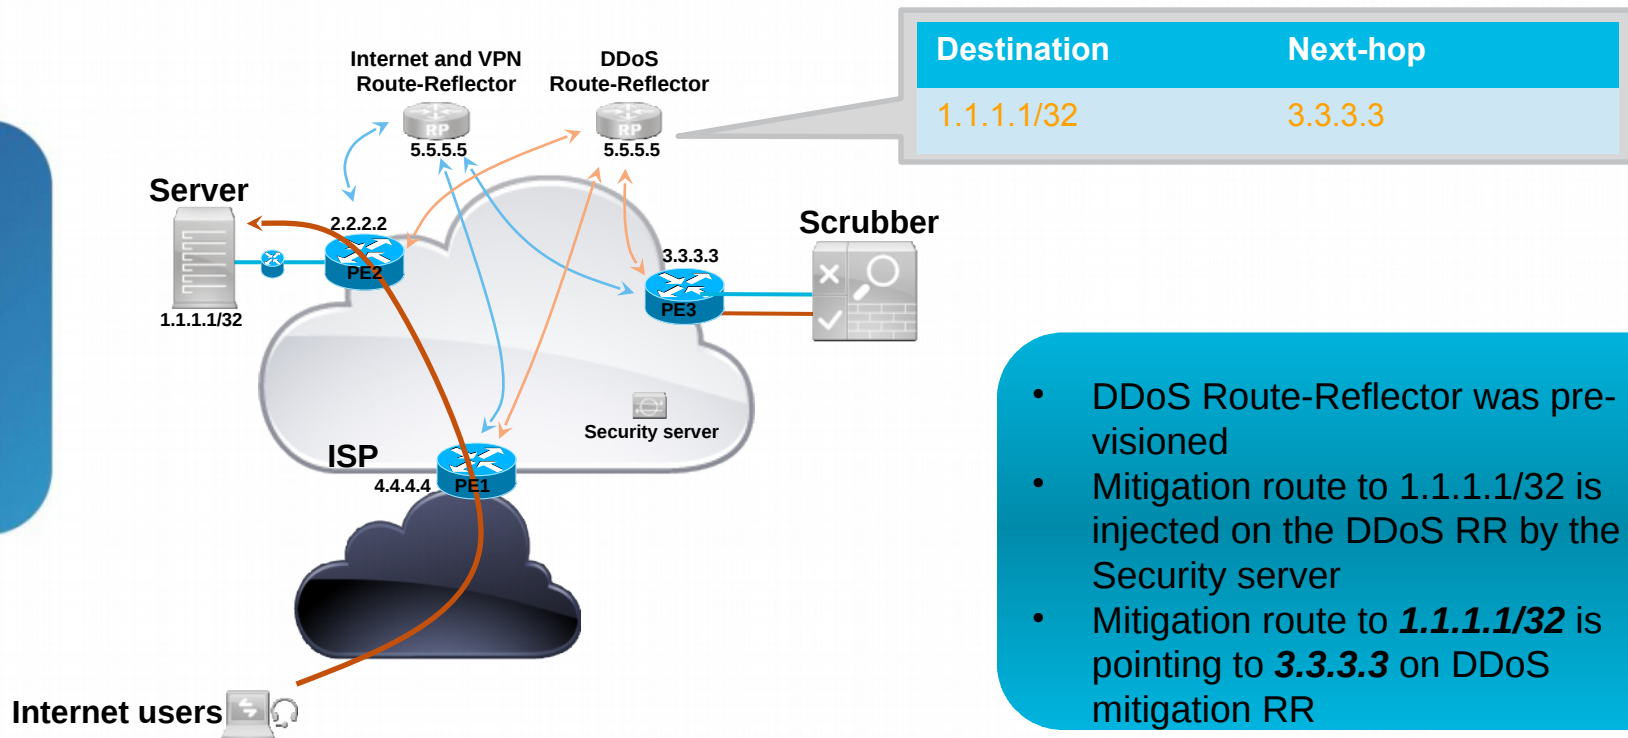 Internet and VPN
Route-Reflector
DDoS
Route-Reflector
Destination
Next-hop
1.1.1.1/32
3.3.3.3
RP
RP
5.5.5.5
5.5.5.5
Server
2.2.2.2
PE2
1.1.1.1/32
Scrubber
3.3.3.3
PE3
Security server
ISP
4.4.4.4
PE1
Internet users
• DDoS Route-Reflector was pre-
visioned
• Mitigation route to 1.1.1.1/32 is
injected on the DDoS RR by the
Security server
• Mitigation route to 1.1.1.1/32 is
pointing to 3.3.3.3 on DDoS
mitigation RR